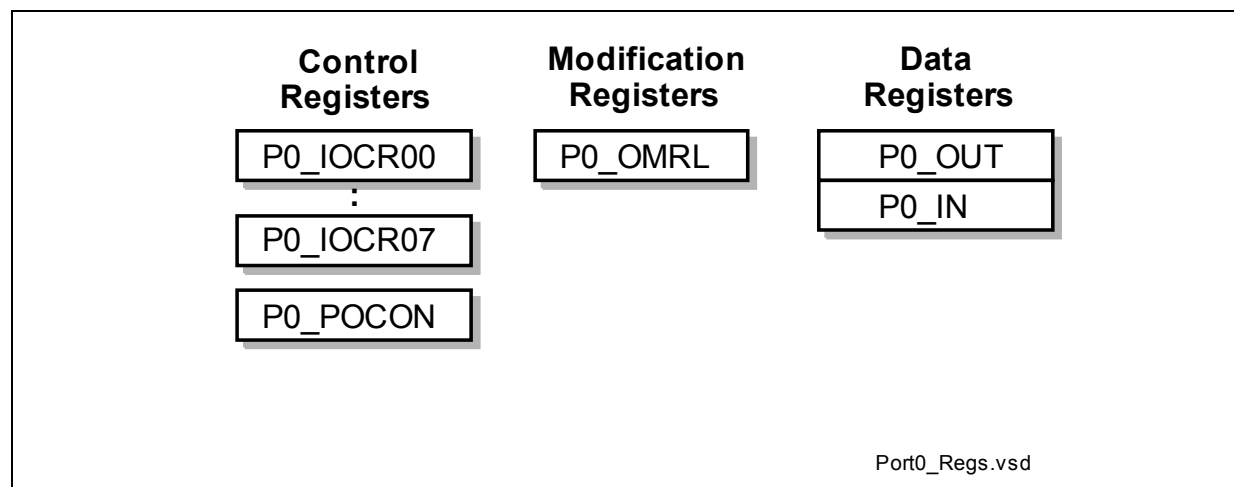 Control
Registers
P0_IOCR00
:
P0_IOCR07
P0_POCON
Modification
Registers
P0_OMRL
Data
Registers
P0_OUT
P0_IN
Port0_Regs.vsd